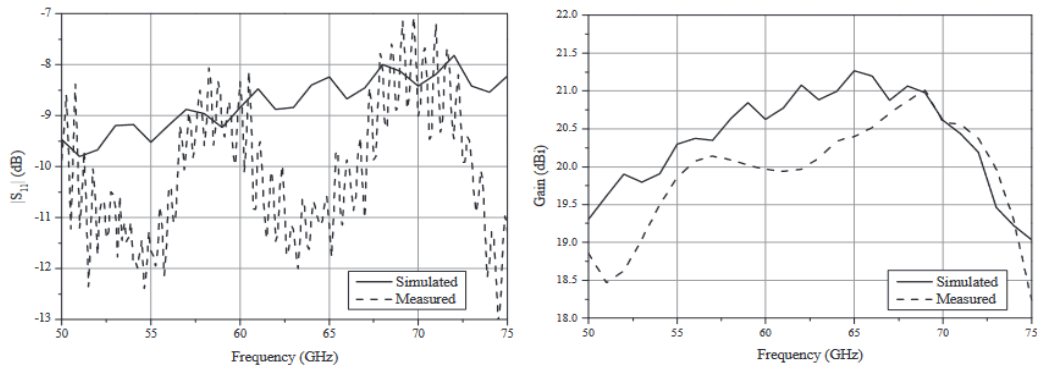 -7
-8
-9
-10
-11
-12
-13
|S11| (dB)
50 55 60 65 70 75
Frequency (GHz)
Simulated
Measured
22.0
21.5
21.0
20.5
20.0
19.5
19.0
18.5
18.0
Gain (dBi)
50 55 60 65 70 75
Frequency (GHz)
Simulated
Measured